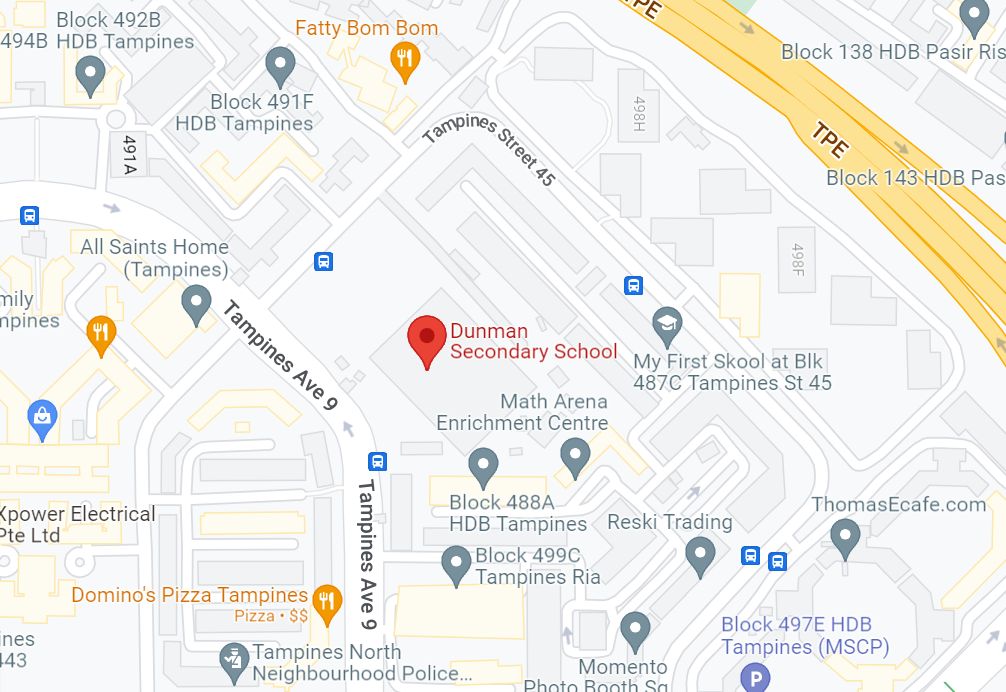 Block 492B
HDB Tampines
494B
Fatty Bom Bom
TPE
Block 138 HDB Pasir Ris
Block 491F
HDB Tampines
491A
Tampines Street 45
498H
TPE
Block 143 HDB Pas
All Saints Home
(Tampines)
498F
mily
mpines
Tampines Ave 9
Dunman
Secondary School
My First Skool at Blk
487C Tampines St 45
Math Arena
Enrichment Centre
Block 488A
HDB Tampines
Xpower Electrical
Pte Ltd
Tampines Ave 9
Reski Trading
ThomasEcafe.com
Block 499C
Tampines Ria
Domino's Pizza Tampines
Pizza • $$
Block 497E HDB
Tampines (MSCP)
P
ines
443
Tampines North
Neighbourhood Police...
Momento
Photo Booth Sg